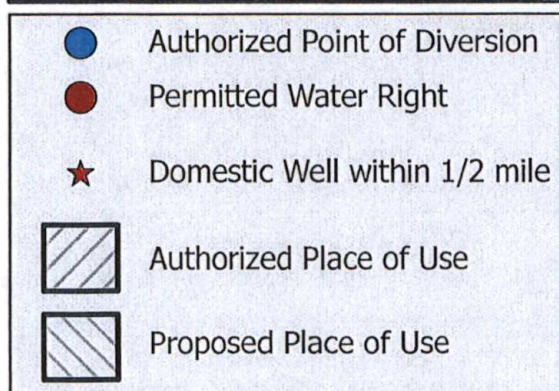 Authorized Point of Diversion
Permitted Water Right
Domestic Well within 1/2 mile
Authorized Place of Use
Proposed Place of Use